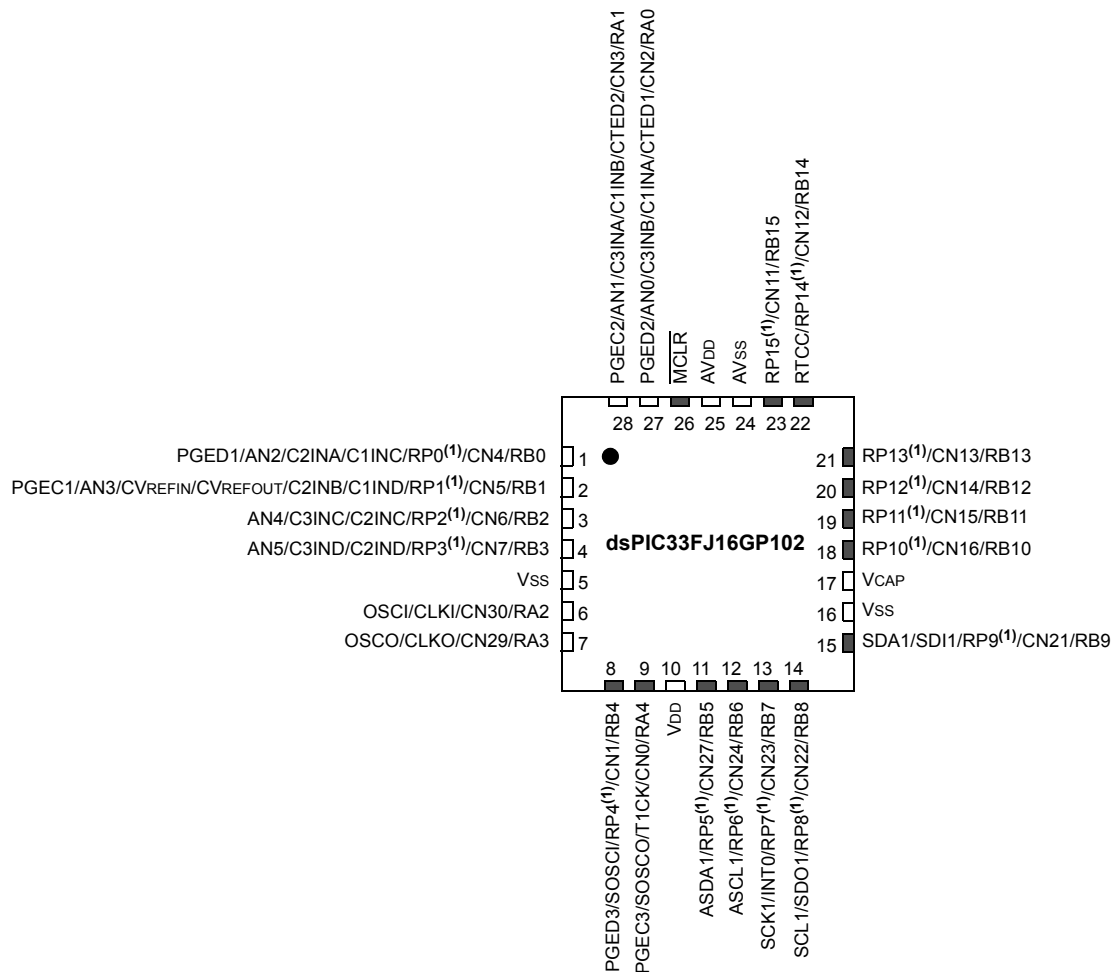 PGEC2/AN1/C3INA/C1INB/CTED2/CN3/RA1
PGED2/AN0/C3INB/C1INA/CTED1/CN2/RA0
MCLR
AVDD
AVSS
RP15(1)/CN11/RB15
RTCC/RP14(1)/CN12/RB14
28 27 26 25 24 23 22
PGED1/AN2/C2INA/C1INC/RP0(1)/CN4/RB0 1
PGEC1/AN3/CVREFIN/CVREFOUT/C2INB/C1IND/RP1(1)/CN5/RB1 2
AN4/C3INC/C2INC/RP2(1)/CN6/RB2 3
AN5/C3IND/C2IND/RP3(1)/CN7/RB3 4
VSS 5
OSCI/CLKI/CN30/RA2 6
OSCO/CLKO/CN29/RA3 7
dsPIC33FJ16GP102
21 RP13(1)/CN13/RB13
20 RP12(1)/CN14/RB12
19 RP11(1)/CN15/RB11
18 RP10(1)/CN16/RB10
17 VCAP
16 VSS
15 SDA1/SDI1/RP9(1)/CN21/RB9
8 9 10 11 12 13 14
PGED3/SOSCI/RP4(1)/CN1/RB4
PGEC3/SOSCO/T1CK/CN0/RA4
VDD
ASDA1/RP5(1)/CN27/RB5
ASCL1/RP6(1)/CN24/RB6
SCK1/INT0/RP7(1)/CN23/RB7
SCL1/SDO1/RP8(1)/CN22/RB8